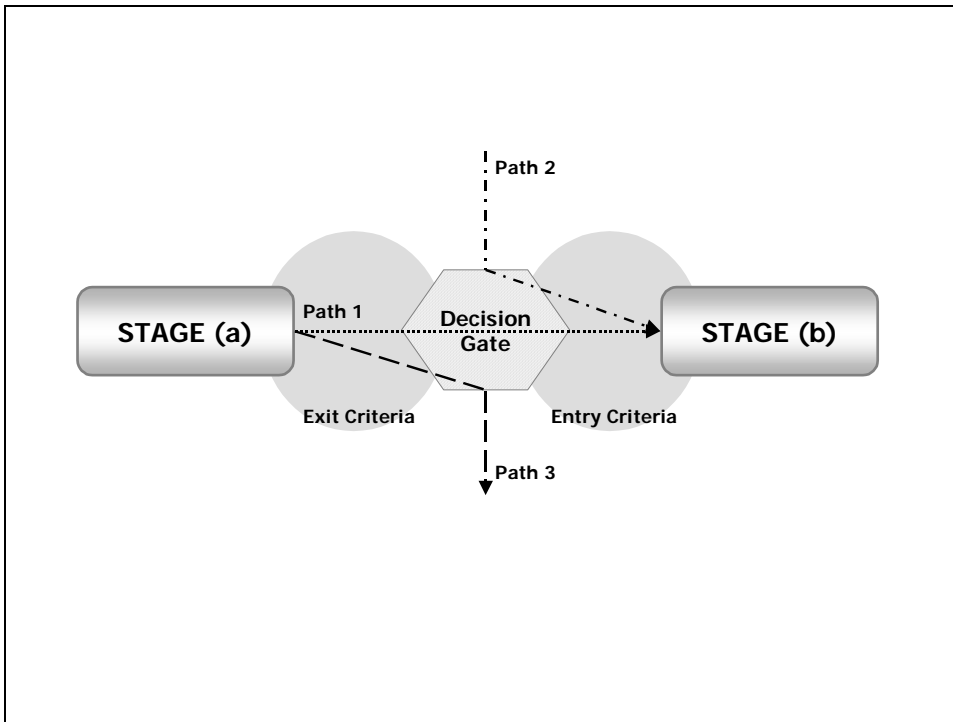 Path 2
Path 1
STAGE (a)
Decision
Gate
STAGE (b)
Exit Criteria
Entry Criteria
Path 3